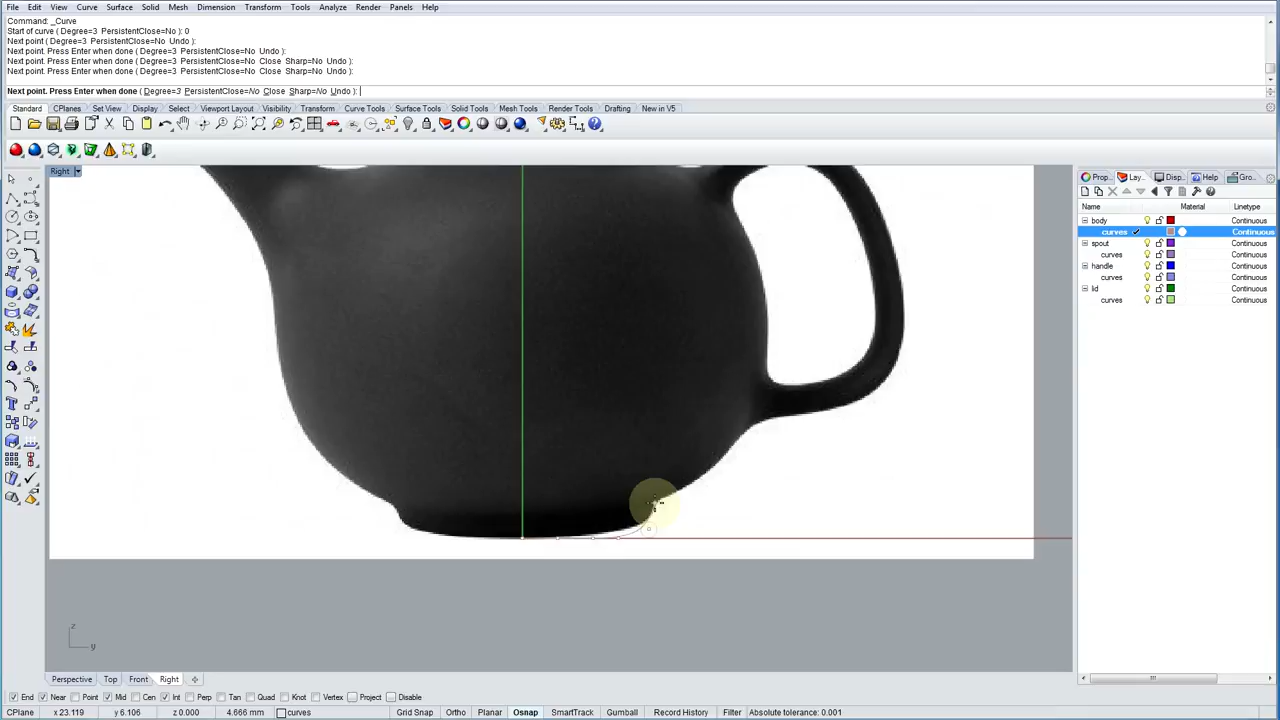 File Edit View Curve Surface Solid Mesh Dimension Transform Tools Analyze Render Panels Help
Command: _Curve
Start of curve ( Degree=3 PersistentClose=No ): 0
Next point ( Degree=3 PersistentClose=No Undo ):
Next point. Press Enter when done ( Degree=3 PersistentClose=No Undo ):
Next point. Press Enter when done ( Degree=3 PersistentClose=No Close Sharp=No Undo ):
Next point. Press Enter when done ( Degree=3 PersistentClose=No Close Sharp=No Undo ):
Next point. Press Enter when done ( Degree=3 PersistentClose=No Close Sharp=No Undo ):
Standard CPlanes Set View Display Select Viewport Layout Visibility Transform Curve Tools Surface Tools Solid Tools Mesh Tools Render Tools Drafting New in V5
Right
Prop... Lay... Disp... Help Gro...
Name Material Linetype
body Continuous
curves Continuous
spout Continuous
curves Continuous
handle Continuous
curves Continuous
lid Continuous
curves Continuous
z
y
Perspective Top Front Right
End Near Point Mid Cen Int Perp Tan Quad Knot Vertex Project Disable
CPlane x 23.119 y 6.106 z 0.000 4.666 mm curves Grid Snap Ortho Planar Osnap SmartTrack Gumball Record History Filter Absolute tolerance: 0.001